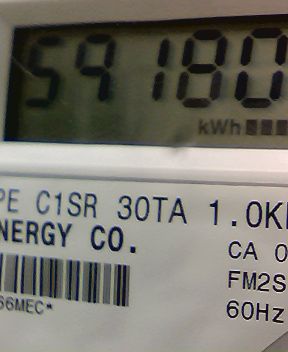 59180
kWh
PE C1SR 30TA 1.0K
NERGY CO.
CA 0
FM2S
66MEC*
60Hz